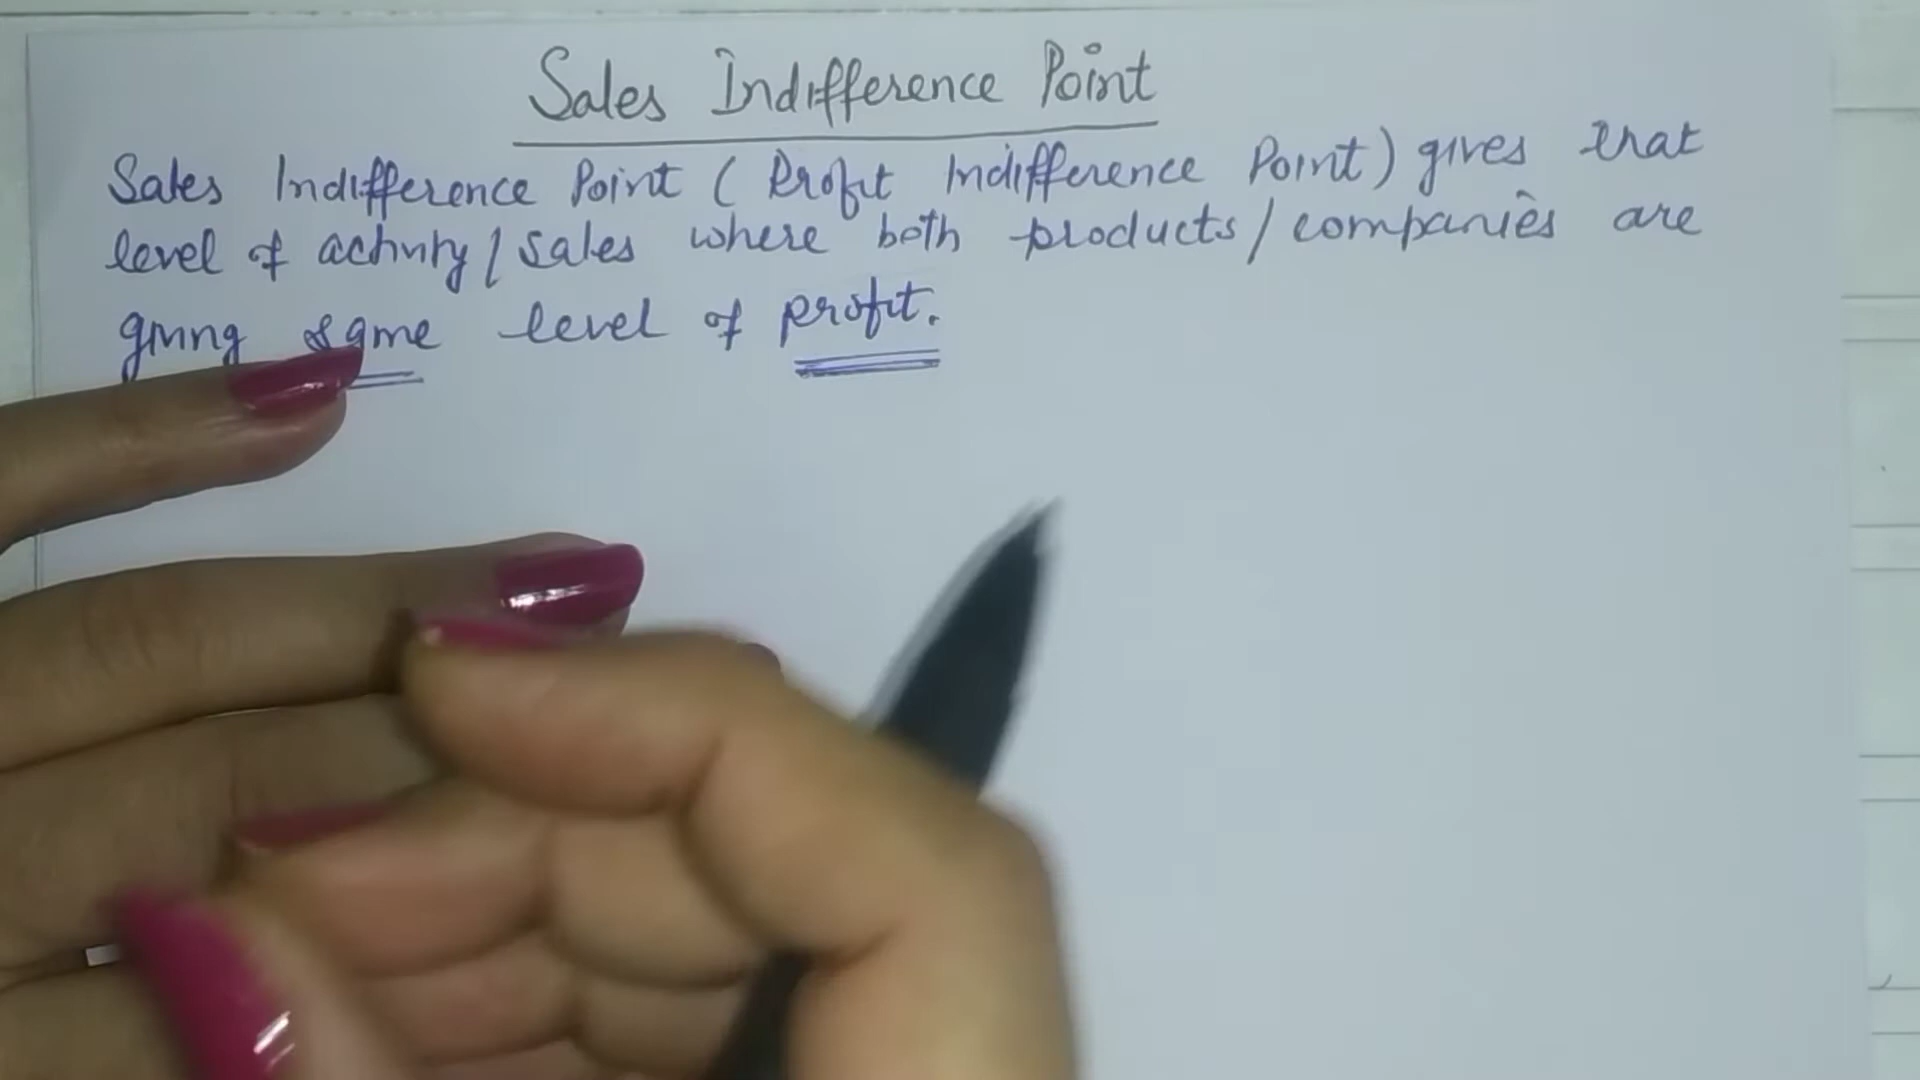 Sales Indifference Point
Sales Indifference Point (Profit Indifference Point) gives that
level of activity/sales where both products/companies are
giving same level of profit.